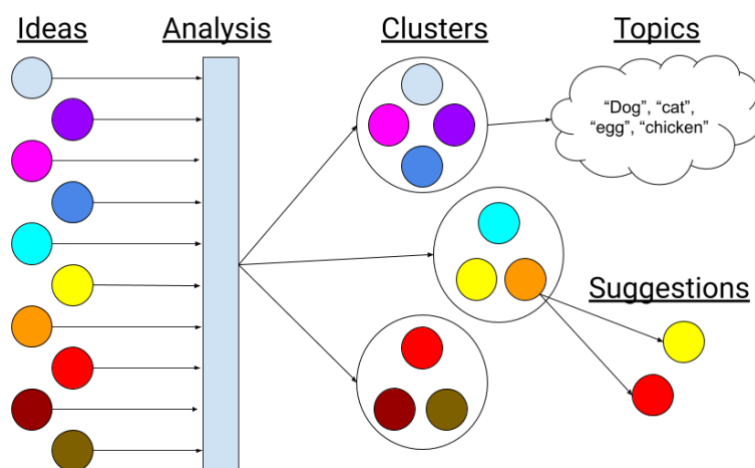 Ideas
Analysis
Clusters
Topics
“Dog”, “cat”,
“egg”, “chicken”
Suggestions